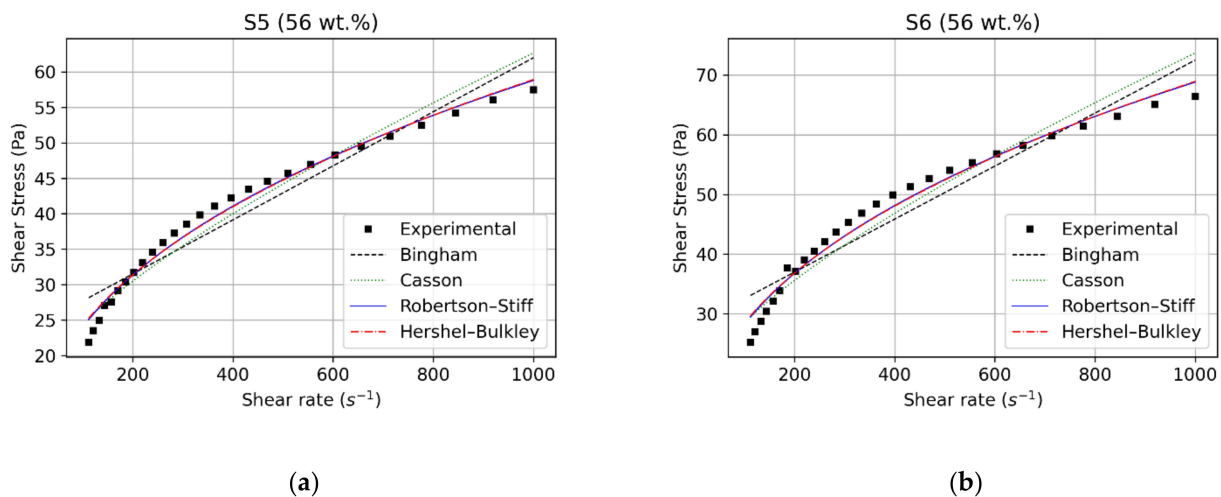 S5 (56 wt.%)
60
55
50
45
40
35
30
25
20
Shear Stress (Pa)
Experimental
Bingham
Casson
Robertson–Stiff
Hershel–Bulkley
200 400 600 800 1000
Shear rate (s⁻¹)
(a)
S6 (56 wt.%)
70
60
50
40
30
Shear Stress (Pa)
Experimental
Bingham
Casson
Robertson–Stiff
Hershel–Bulkley
200 400 600 800 1000
Shear rate (s⁻¹)
(b)